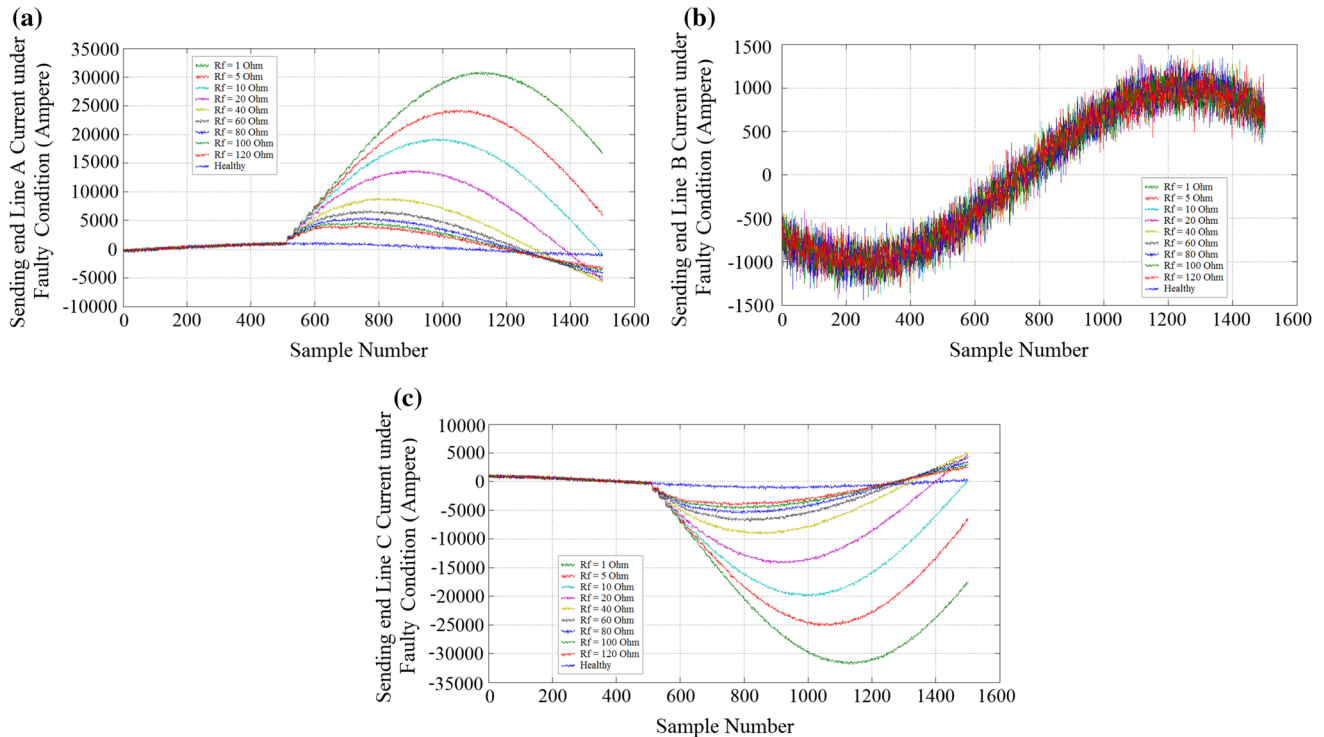 (a)
Sending end Line A Current under
Faulty Condition (Ampere)
35000
30000
25000
20000
15000
10000
5000
0
-5000
-10000
Rf = 1 Ohm
Rf = 5 Ohm
Rf = 10 Ohm
Rf = 20 Ohm
Rf = 40 Ohm
Rf = 60 Ohm
Rf = 80 Ohm
Rf = 100 Ohm
Rf = 120 Ohm
Healthy
0 200 400 600 800 1000 1200 1400 1600
Sample Number
(b)
Sending end Line B Current under
Faulty Condition (Ampere)
1500
1000
500
0
-500
-1000
-1500
Rf = 1 Ohm
Rf = 5 Ohm
Rf = 10 Ohm
Rf = 20 Ohm
Rf = 40 Ohm
Rf = 60 Ohm
Rf = 80 Ohm
Rf = 100 Ohm
Rf = 120 Ohm
Healthy
0 200 400 600 800 1000 1200 1400 1600
Sample Number
(c)
Sending end Line C Current under
Faulty Condition (Ampere)
10000
5000
0
-5000
-10000
-15000
-20000
-25000
-30000
-35000
Rf = 1 Ohm
Rf = 5 Ohm
Rf = 10 Ohm
Rf = 20 Ohm
Rf = 40 Ohm
Rf = 60 Ohm
Rf = 80 Ohm
Rf = 100 Ohm
Rf = 120 Ohm
Healthy
0 200 400 600 800 1000 1200 1400 1600
Sample Number